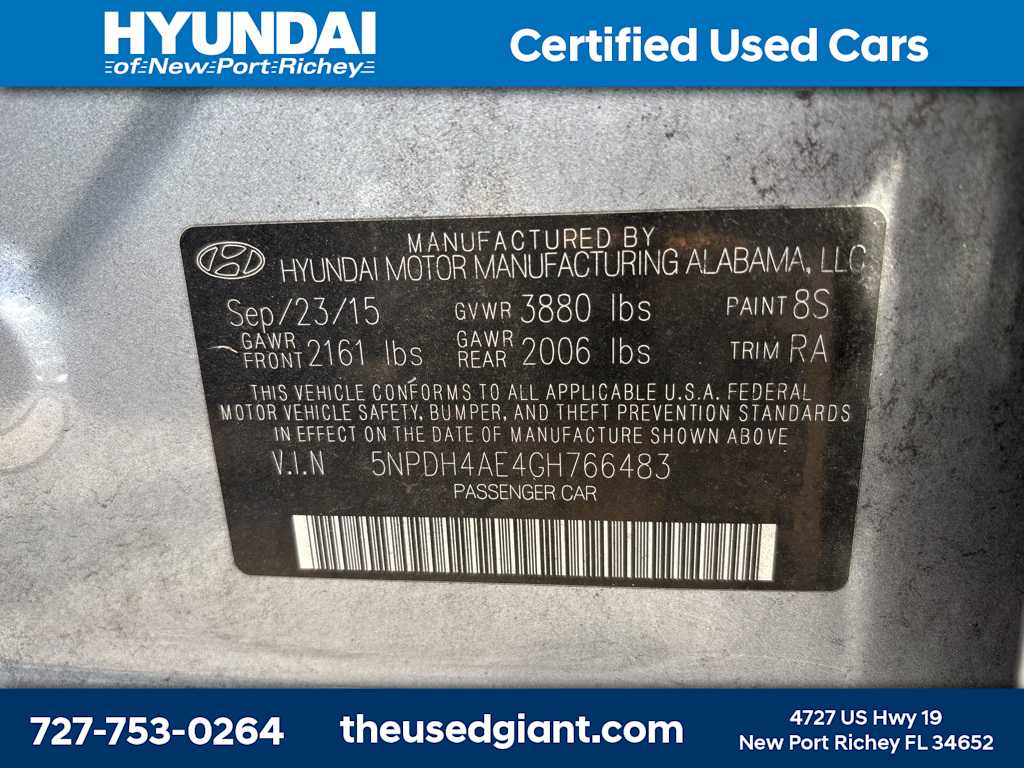 HYUNDAI
of New Port Richey
Certified Used Cars
MANUFACTURED BY
HYUNDAI MOTOR MANUFACTURING ALABAMA, LLC
Sep/23/15 GVWR 3880 lbs PAINT 8S
GAWR FRONT 2161 lbs GAWR REAR 2006 lbs TRIM RA
THIS VEHICLE CONFORMS TO ALL APPLICABLE U.S.A. FEDERAL
MOTOR VEHICLE SAFETY, BUMPER, AND THEFT PREVENTION STANDARDS
IN EFFECT ON THE DATE OF MANUFACTURE SHOWN ABOVE
V.I.N 5NPDH4AE4GH766483
PASSENGER CAR
727-753-0264
theusedgiant.com
4727 US Hwy 19
New Port Richey FL 34652